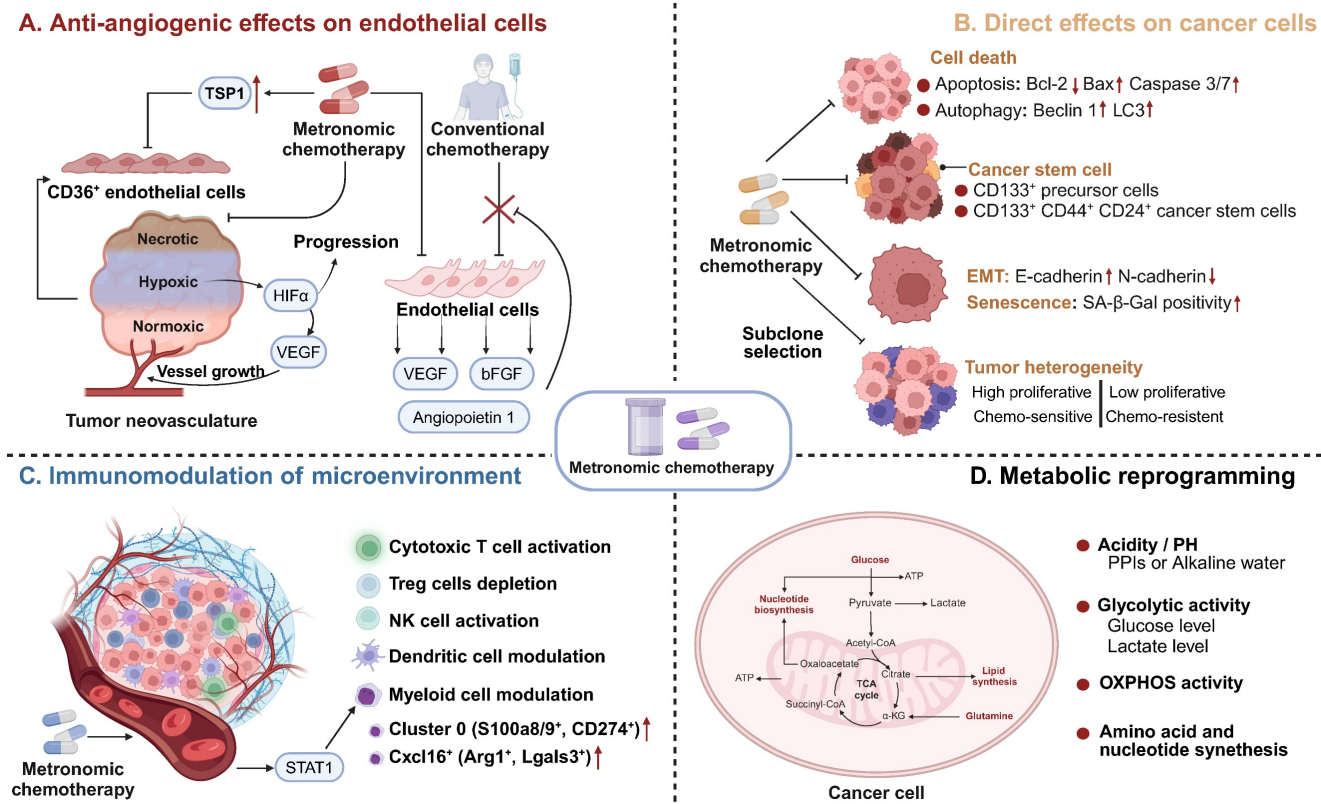 A. Anti-angiogenic effects on endothelial cells
TSP1
Metronomic
chemotherapy
Conventional
chemotherapy
CD36⁺ endothelial cells
Necrotic
Hypoxic
Normoxic
Progression
HIFα
VEGF
Vessel growth
Tumor neovasculature
Endothelial cells
VEGF
bFGF
Angiopoietin 1
B. Direct effects on cancer cells
Cell death
Apoptosis: Bcl-2↓ Bax↑ Caspase 3/7↑
Autophagy: Beclin 1↑ LC3↑
Cancer stem cell
CD133⁺ precursor cells
CD133⁺ CD44⁺ CD24⁺ cancer stem cells
Metronomic
chemotherapy
EMT: E-cadherin↑ N-cadherin↓
Senescence: SA-β-Gal positivity↑
Subclone
selection
Tumor heterogeneity
High proliferative | Low proliferative
Chemo-sensitive | Chemo-resistent
Metronomic chemotherapy
C. Immunomodulation of microenvironment
Cytotoxic T cell activation
Treg cells depletion
NK cell activation
Dendritic cell modulation
Myeloid cell modulation
Cluster 0 (S100a8/9⁺, CD274⁺)↑
Cxcl16⁺ (Arg1⁺, Lgals3⁺)↑
Metronomic
chemotherapy
STAT1
D. Metabolic reprogramming
Glucose
ATP
Nucleotide
biosynthesis
Pyruvate
Lactate
Acetyl-CoA
Oxaloacetate
Citrate
ATP
TCA
cycle
Lipid
synthesis
Succinyl-CoA
α-KG
Glutamine
Cancer cell
Acidity / PH
PPIs or Alkaline water
Glycolytic activity
Glucose level
Lactate level
OXPHOS activity
Amino acid and
nucleotide synethesis